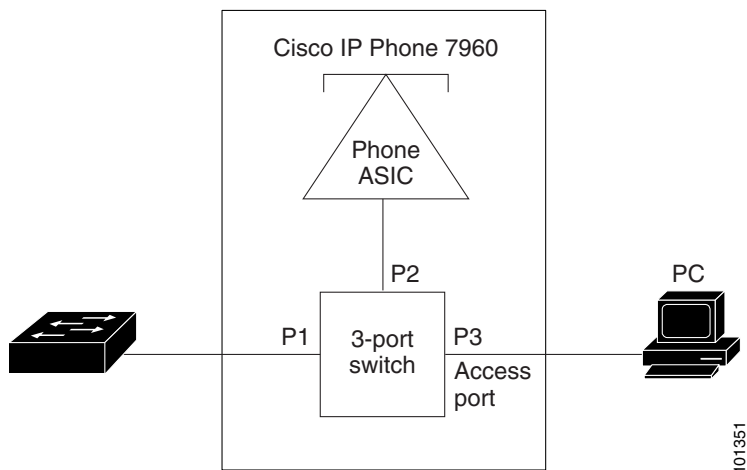 Cisco IP Phone 7960
Phone
ASIC
P2
PC
P1
3-port
switch
P3
Access
port
101351